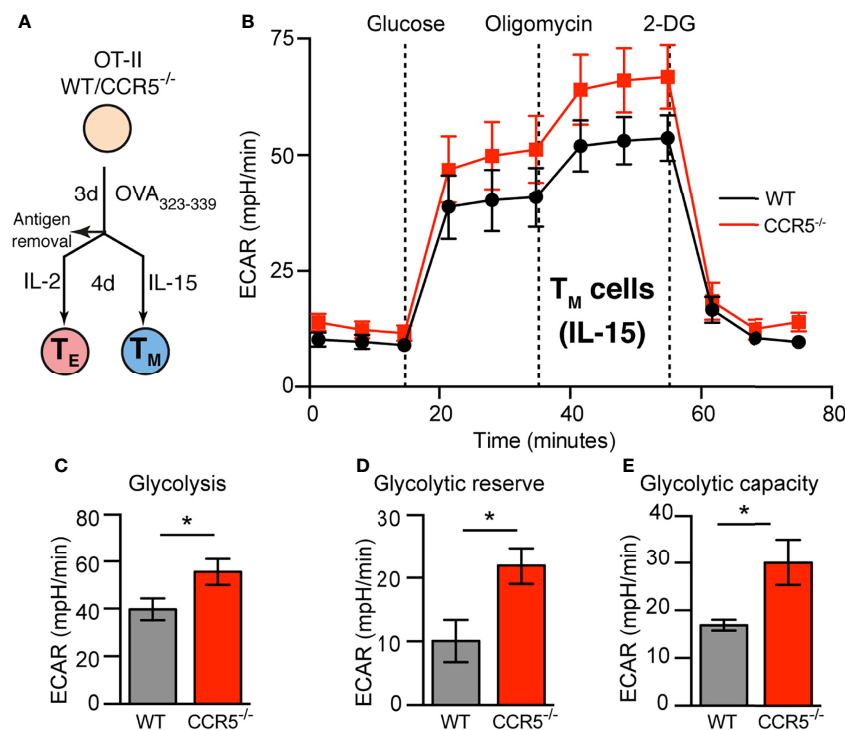 A
OT-II
WT/CCR5-/-
3d
OVA323-339
Antigen
removal
IL-2
4d
IL-15
TE
TM
B
Glucose
Oligomycin
2-DG
ECAR (mpH/min)
75
50
25
0
WT
CCR5-/-
TM cells
(IL-15)
0
20
40
60
80
Time (minutes)
C
Glycolysis
ECAR (mpH/min)
80
60
40
20
0
*
WT
CCR5-/-
D
Glycolytic reserve
ECAR (mpH/min)
30
20
10
0
*
WT
CCR5-/-
E
Glycolytic capacity
ECAR (mpH/min)
40
30
20
10
0
*
WT
CCR5-/-